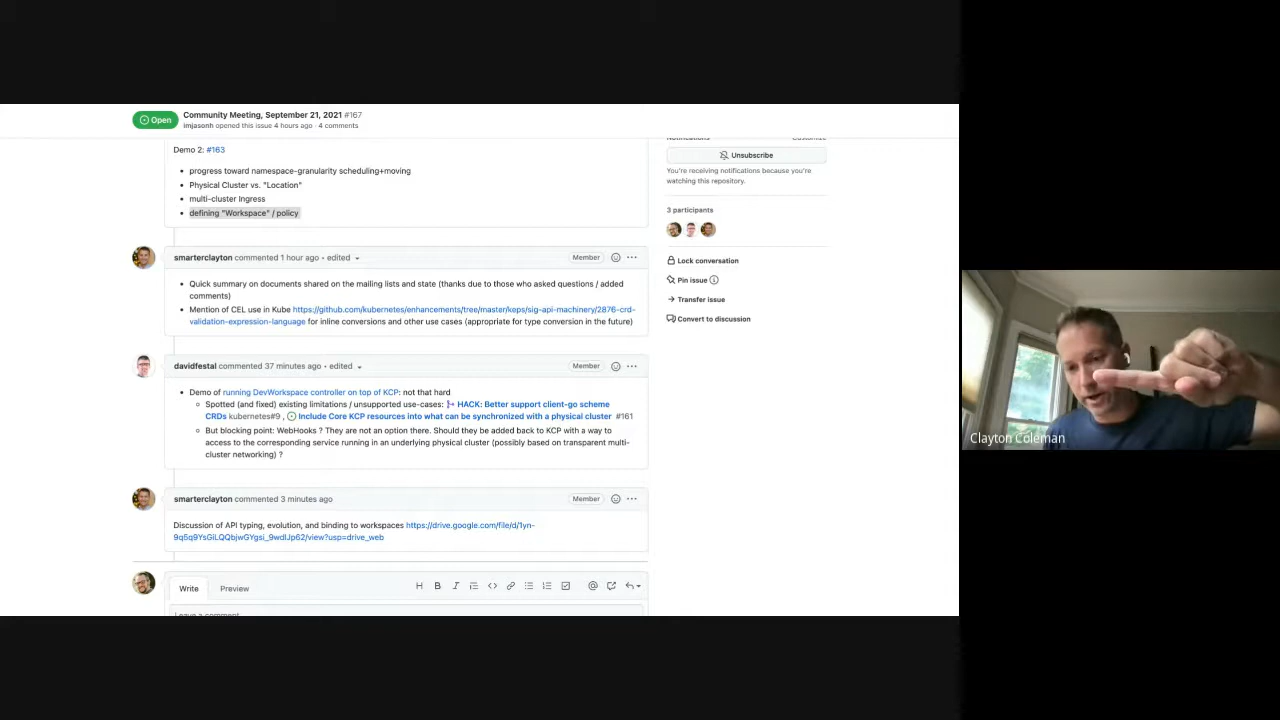 Open
Community Meeting, September 21, 2021 #167
imjasonh opened this issue 4 hours ago · 4 comments
Demo 2: #163
• progress toward namespace-granularity scheduling+moving
• Physical Cluster vs. "Location"
• multi-cluster Ingress
• defining "Workspace" / policy
smarterclayton commented 1 hour ago • edited
Member
• Quick summary on documents shared on the mailing lists and state (thanks due to those who asked questions / added
comments)
• Mention of CEL use in Kube https://github.com/kubernetes/enhancements/tree/master/keps/sig-api-machinery/2876-crd-
validation-expression-language for inline conversions and other use cases (appropriate for type conversion in the future)
davidfestal commented 37 minutes ago • edited
Member
• Demo of running DevWorkspace controller on top of KCP: not that hard
◦ Spotted (and fixed) existing limitations / unsupported use-cases: HACK: Better support client-go scheme
CRDs kubernetes#9 , Include Core KCP resources into what can be synchronized with a physical cluster #161
◦ But blocking point: WebHooks ? They are not an option there. Should they be added back to KCP with a way to
access to the corresponding service running in an underlying physical cluster (possibly based on transparent multi-
cluster networking) ?
smarterclayton commented 3 minutes ago
Member
Discussion of API typing, evolution, and binding to workspaces https://drive.google.com/file/d/1yn-
Write
Preview
Leave a comment
Notifications
Customize
Unsubscribe
You're receiving notifications because you're
watching this repository.
3 participants
Lock conversation
Pin issue
Transfer issue
Convert to discussion
Clayton Coleman